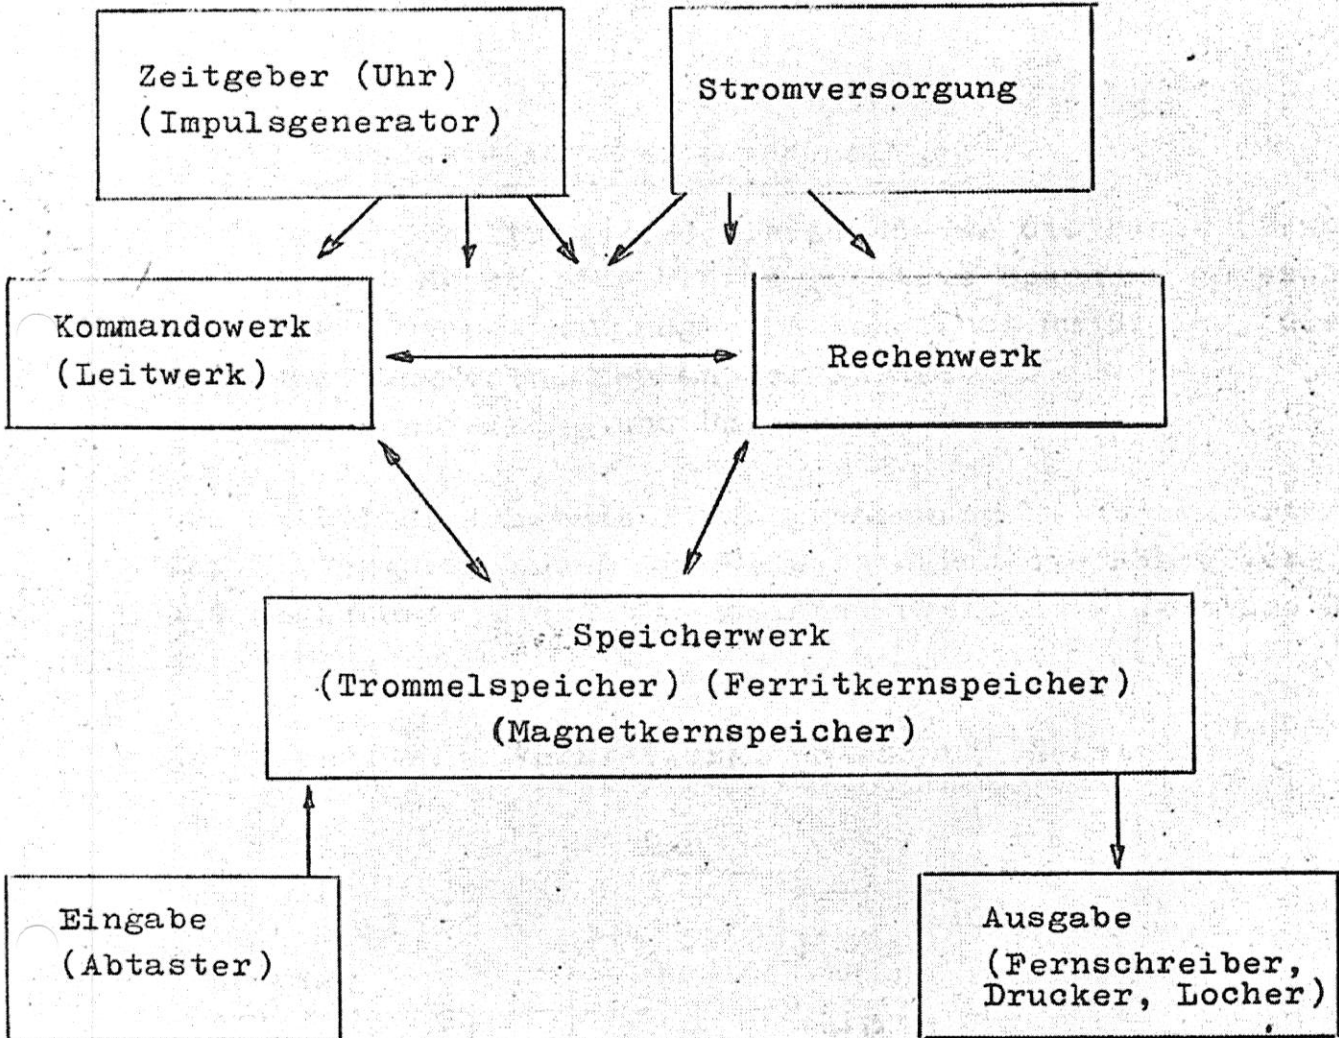 Zeitgeber (Uhr)
(Impulsgenerator)
Stromversorgung
Kommandowerk
(Leitwerk)
Rechenwerk
Speicherwerk
(Trommelspeicher) (Ferritkernspeicher)
(Magnetkernspeicher)
Eingabe
(Abtaster)
Ausgabe
(Fernschreiber,
Drucker, Locher)